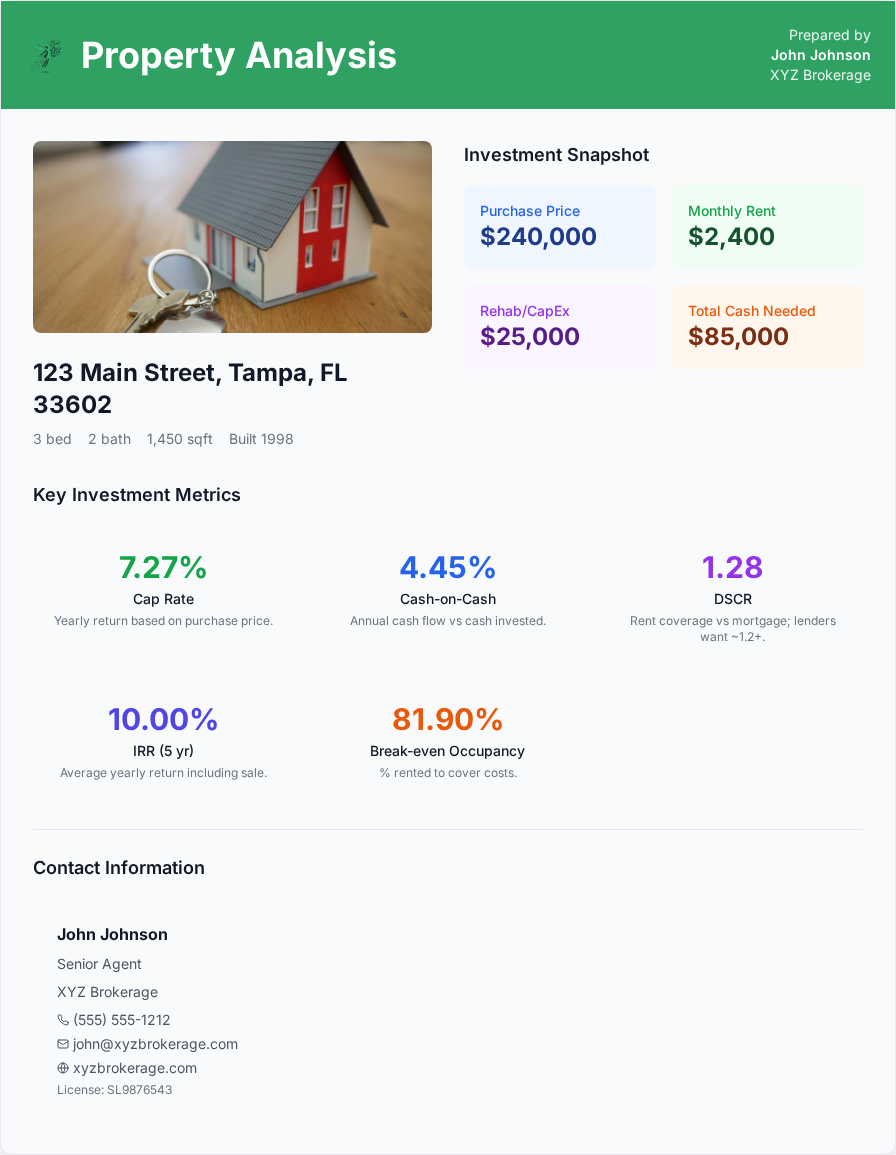 Property Analysis
Prepared by
John Johnson
XYZ Brokerage
123 Main Street, Tampa, FL
33602
3 bed 2 bath 1,450 sqft Built 1998
Investment Snapshot
Purchase Price
$240,000
Monthly Rent
$2,400
Rehab/CapEx
$25,000
Total Cash Needed
$85,000
Key Investment Metrics
7.27%
Cap Rate
Yearly return based on purchase price.
4.45%
Cash-on-Cash
Annual cash flow vs cash invested.
1.28
DSCR
Rent coverage vs mortgage; lenders
want ~1.2+.
10.00%
IRR (5 yr)
Average yearly return including sale.
81.90%
Break-even Occupancy
% rented to cover costs.
Contact Information
John Johnson
Senior Agent
XYZ Brokerage
(555) 555-1212
john@xyzbrokerage.com
xyzbrokerage.com
License: SL9876543